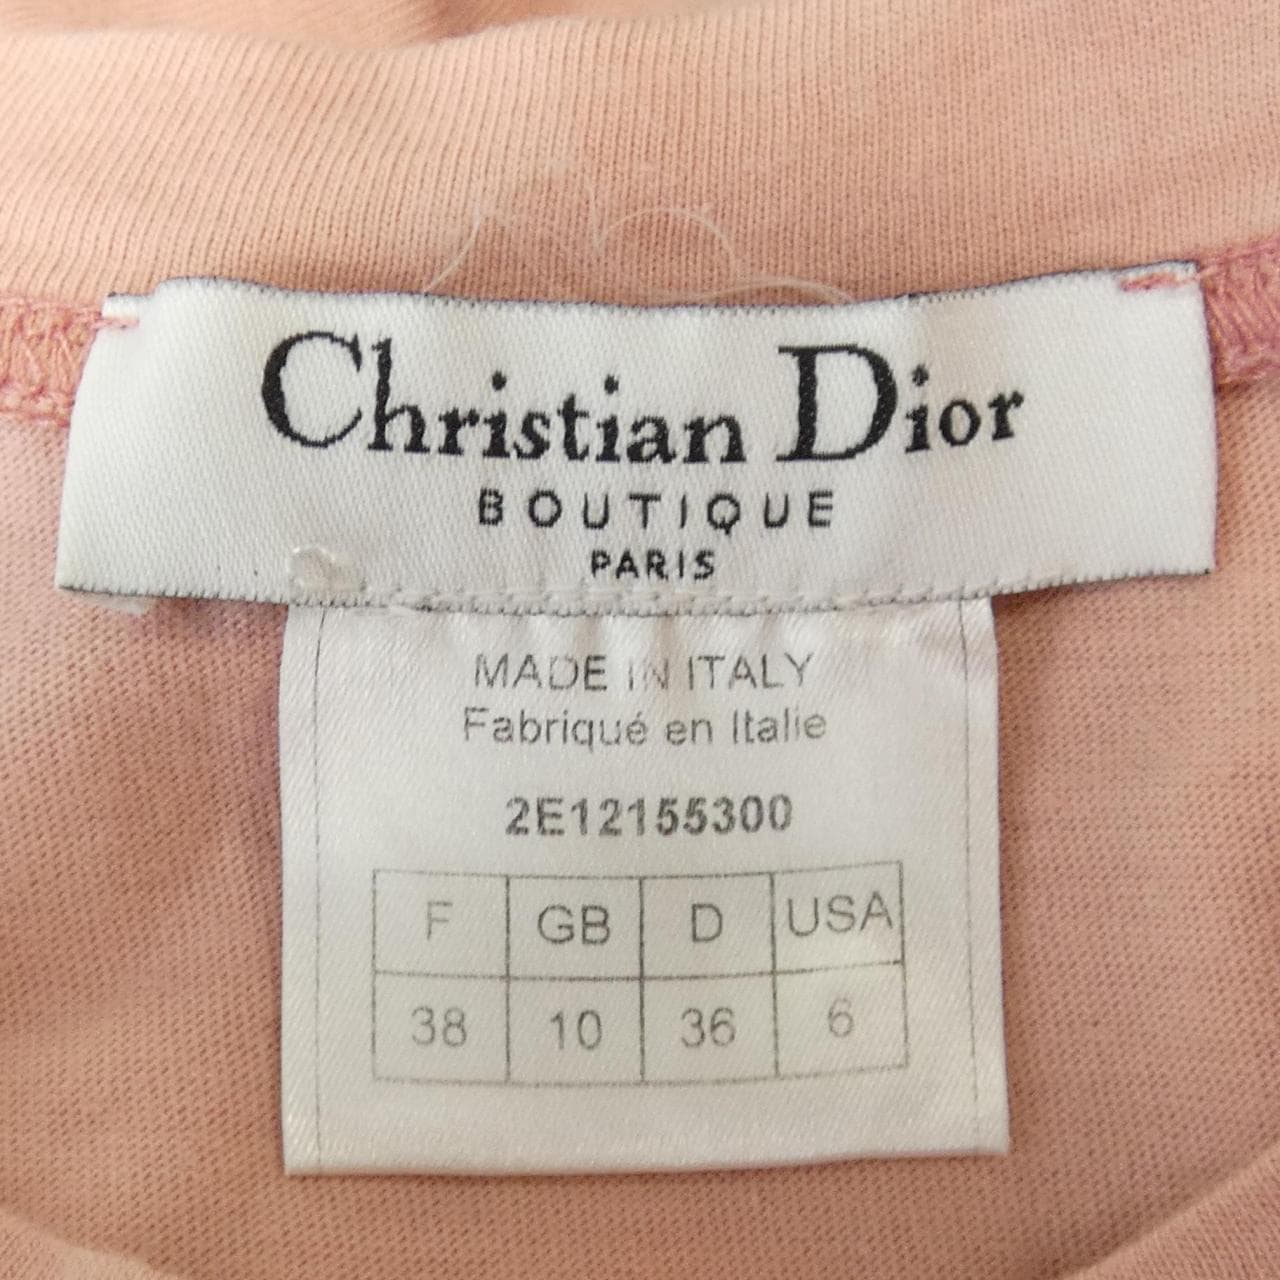 Christian Dior
BOUTIQUE
PARIS
MADE IN ITALY
Fabriqué en Italie
2E12155300
F GB D USA
38 10 36 6